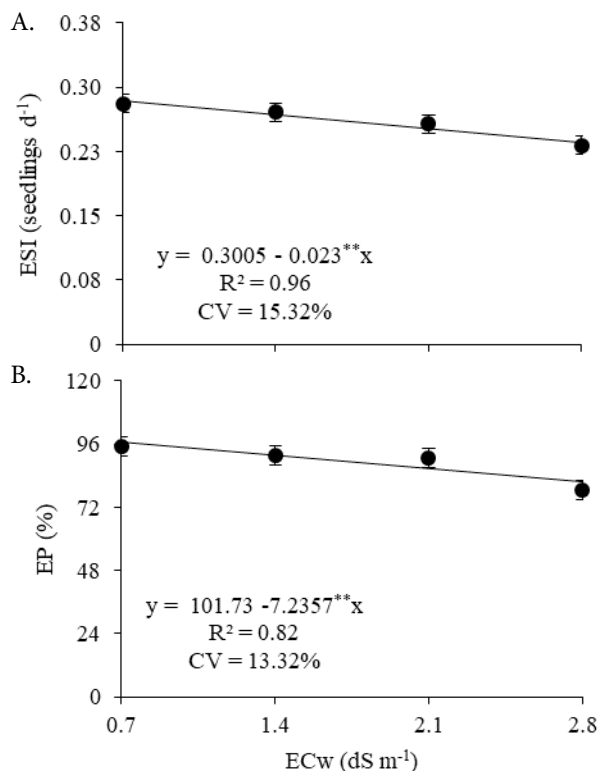 A.
0.38
0.30
0.23
0.15
0.08
0
ESI (seedlings d⁻¹)
y = 0.3005 - 0.023**x
R² = 0.96
CV = 15.32%
B.
120
96
72
48
24
0
EP (%)
y = 101.73 -7.2357**x
R² = 0.82
CV = 13.32%
0.7 1.4 2.1 2.8
ECw (dS m⁻¹)